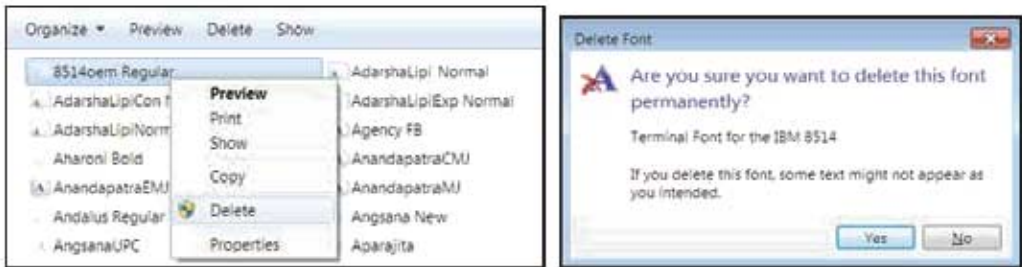 Organize Preview Delete Show
8514oem Regular
AdarshaLipiCon
AdarshaLipiNorm
Aharoni Bold
AnandapatraEMJ
Andalus Regular
AngsanaUPC
Preview
Print
Show
Copy
Delete
Properties
AdarshaLipi Normal
AdarshaLipiExp Normal
Agency FB
AnandapatraCMJ
AnandapatraMJ
Angsana New
Aparajita
Delete Font
Are you sure you want to delete this font
permanently?
Terminal Font for the IBM 8514
If you delete this font, some text might not appear as
you intended.
Yes
No